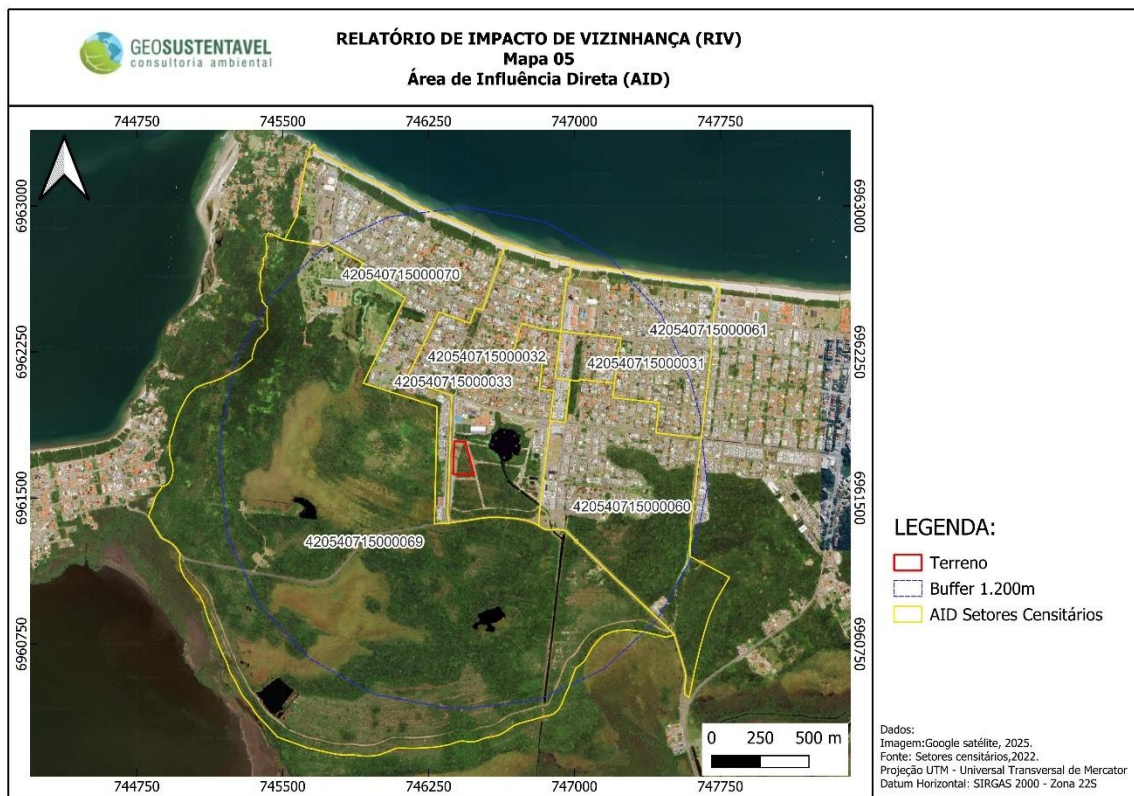 GEOSUSTENTAVEL
consultoria ambiental
RELATÓRIO DE IMPACTO DE VIZINHANÇA (RIV)
Mapa 05
Área de Influência Direta (AID)
744750 745500 746250 747000 747750
6963000 6963000
420540715000070
420540715000061
6962250 6962250
420540715000032
420540715000031
420540715000033
6961500 6961500
420540715000060
420540715000069
6960750 6960750
LEGENDA:
Terreno
Buffer 1.200m
AID Setores Censitários
0 250 500 m
744750 745500 746250 747000 747750
Dados:
Imagem:Google satélite, 2025.
Fonte: Setores censitários,2022.
Projeção UTM - Universal Transversal de Mercator
Datum Horizontal: SIRGAS 2000 - Zona 22S